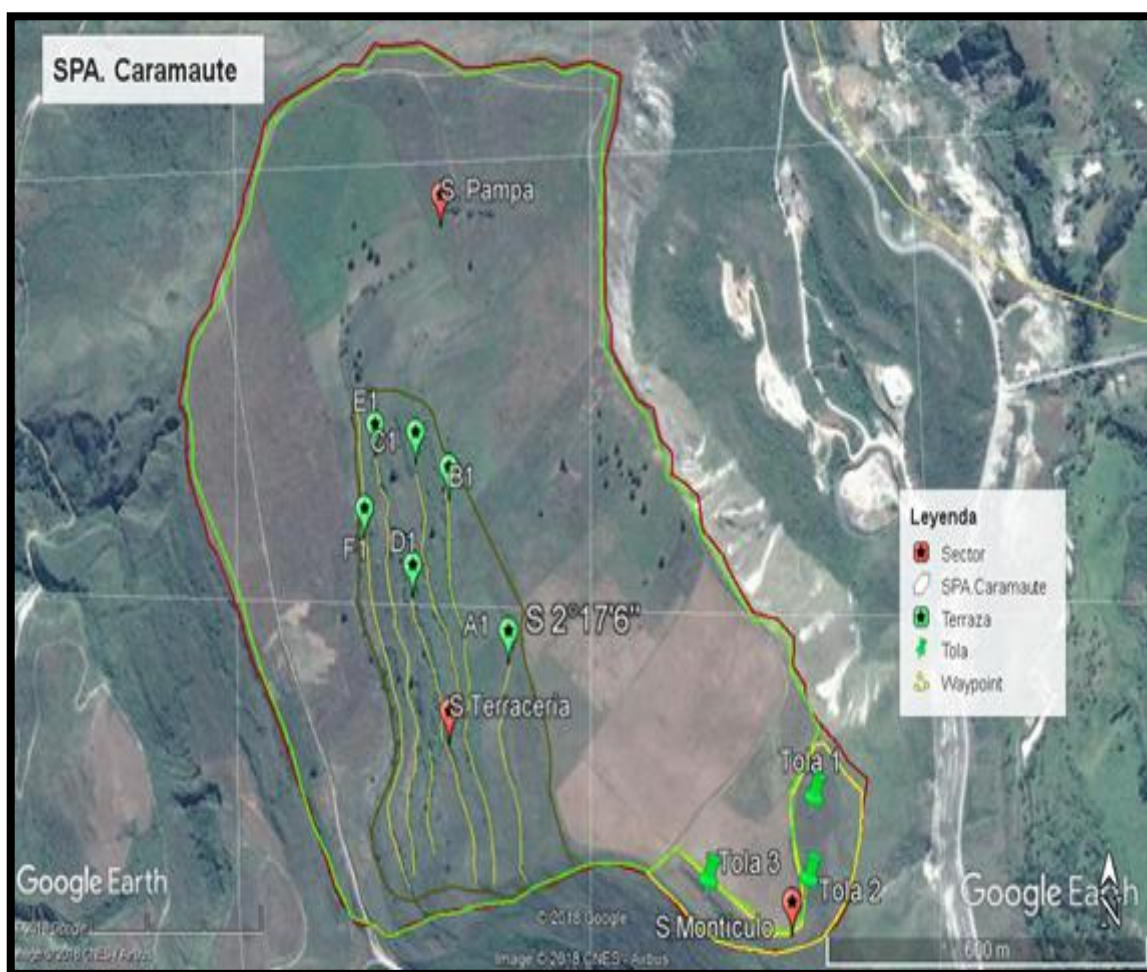 SPA. Caramaute
S. Pampa
E1
C1
B1
F1
D1
A1
S 2°17'6"
S.Terraceria
Leyenda
Sector
SPA.Caramaute
Terraza
Tola
Waypoint
Tola 1
Tola 3
Tola 2
S Monticulo
Google Earth
Google Earth
© 2018 Google
Image © 2018 CNES - Airbus
600 m